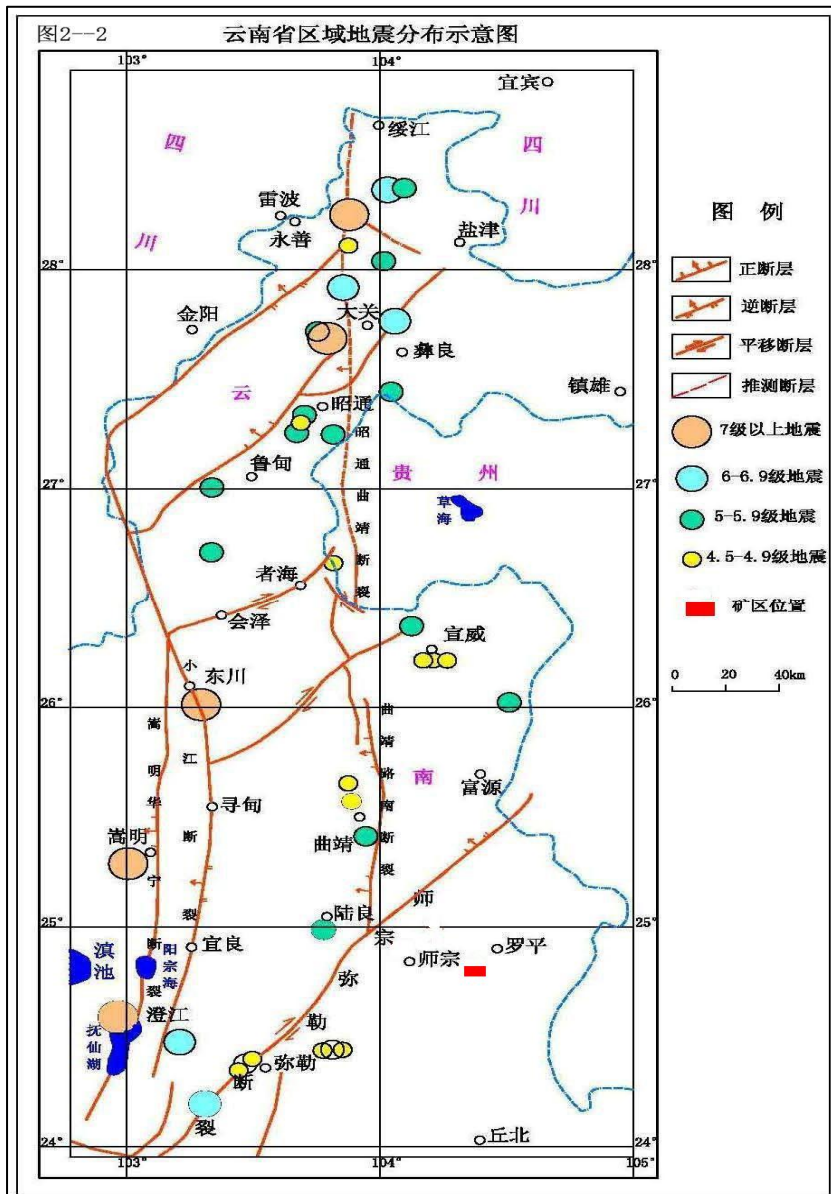 图2--2 云南省区域地震分布示意图
103° 104°
宜宾
绥江
四川
四川
雷波
永善
盐津
28° 28°
大关
金阳
彝良
镇雄
云
昭通
鲁甸
27° 27°
贵州
草海
昭通曲靖断裂
者海
会泽
宣威
东川
26° 26°
小江断裂
嵩明华宁断裂
曲靖路南断裂
南
富源
寻甸
曲靖
嵩明
25° 25°
陆良
师宗
罗平
宜良
滇池
阳宗海
澄江
抚仙湖
师宗弥勒断裂
弥勒
24° 24°
丘北
103° 104° 105°
图 例
正断层
逆断层
平移断层
推测断层
7级以上地震
6-6.9级地震
5-5.9级地震
4.5-4.9级地震
矿区位置
0 20 40km